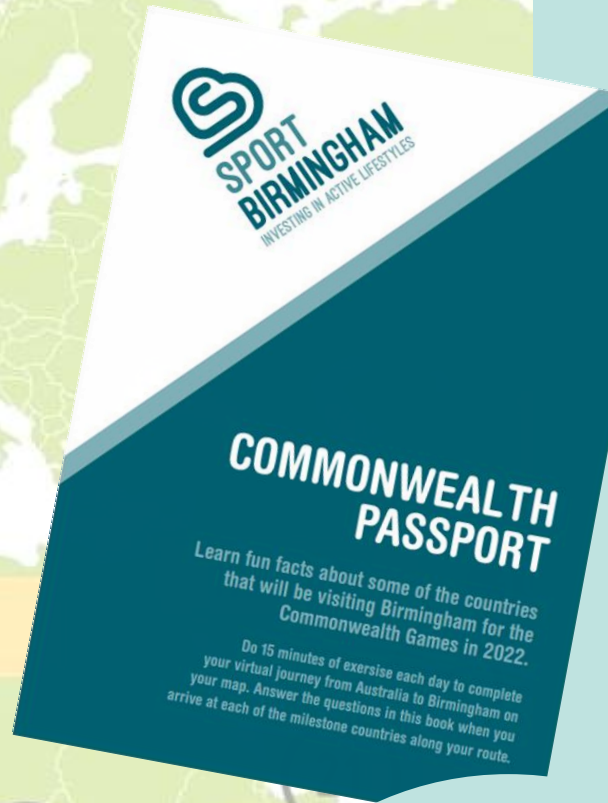 SPORT
BIRMINGHAM
INVESTING IN ACTIVE LIFESTYLES
COMMONWEALTH
PASSPORT
Learn fun facts about some of the countries
that will be visiting Birmingham for the
Commonwealth Games in 2022.
Do 15 minutes of exersise each day to complete
your virtual journey from Australia to Birmingham on
your map. Answer the questions in this book when you
arrive at each of the milestone countries along your route.